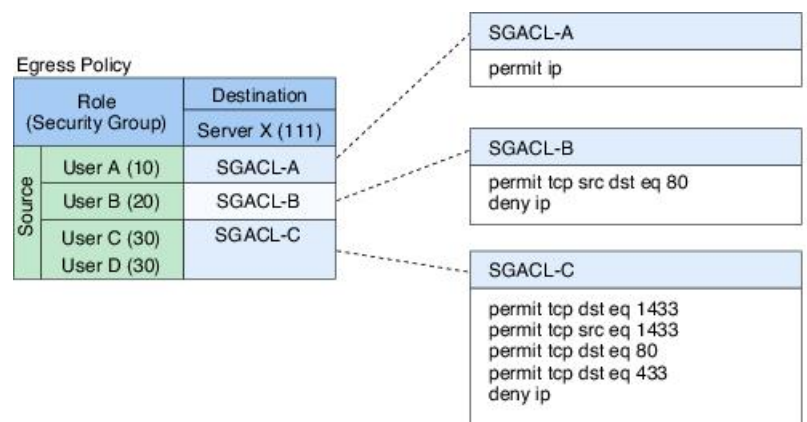 Egress Policy
Role
(Security Group)
Destination
Server X (111)
Source
User A (10)
SGACL-A
User B (20)
SGACL-B
User C (30)
User D (30)
SGACL-C
SGACL-A
permit ip
SGACL-B
permit tcp src dst eq 80
deny ip
SGACL-C
permit tcp dst eq 1433
permit tcp src eq 1433
permit tcp dst eq 80
permit tcp dst eq 433
deny ip